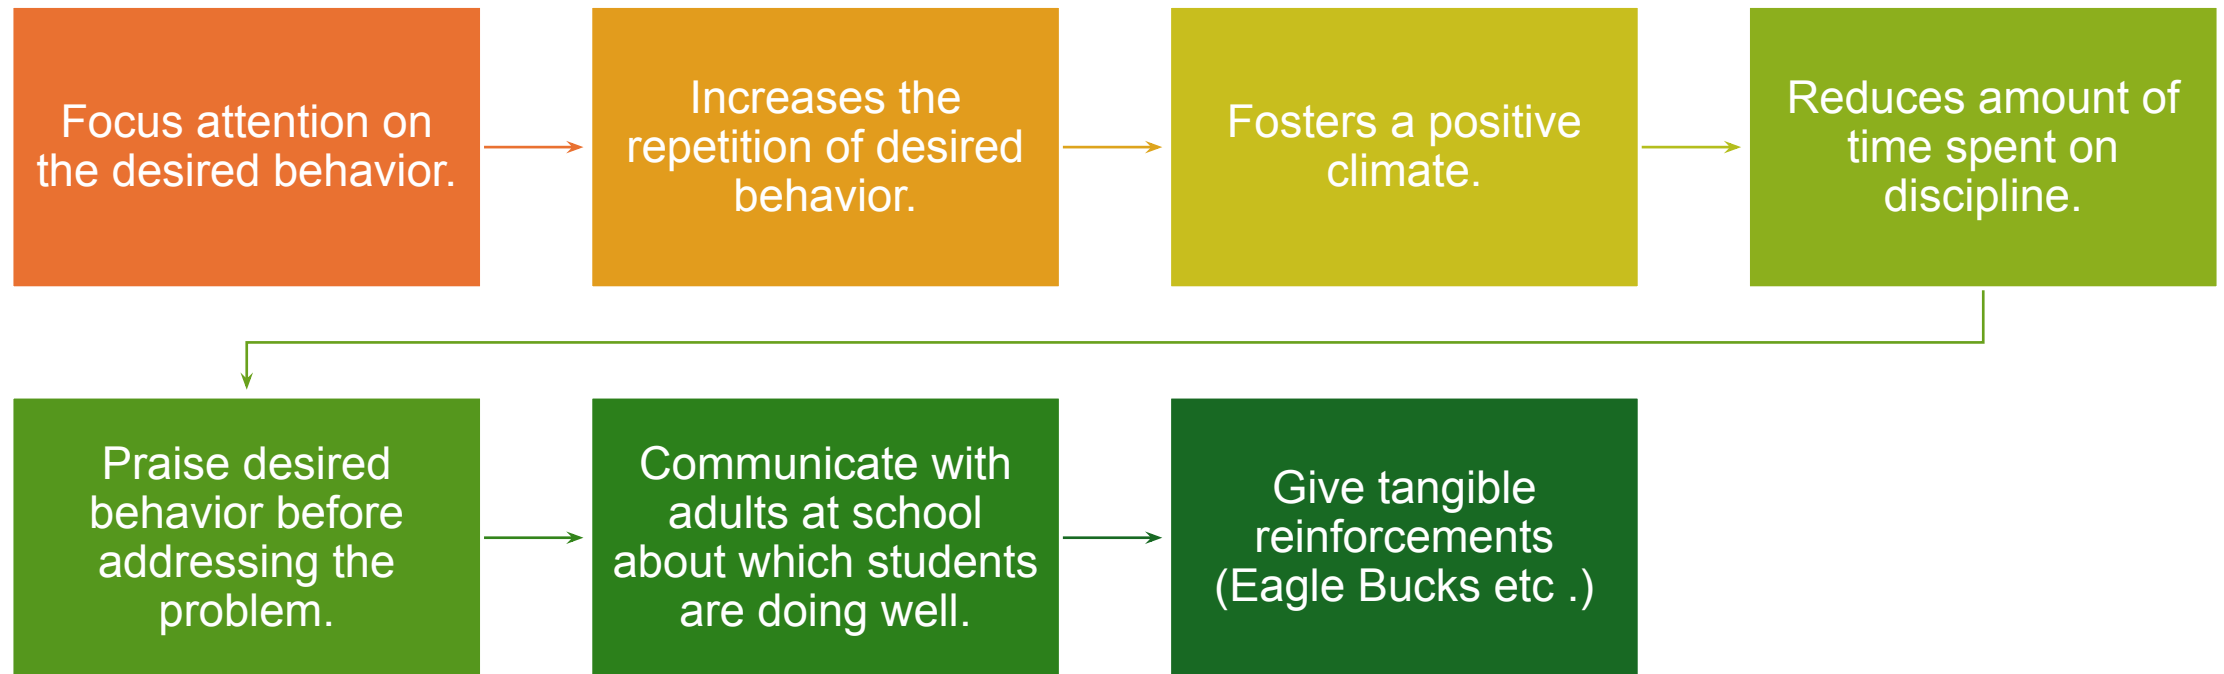 Focus attention on
the desired behavior.
Increases the
repetition of desired
behavior.
Fosters a positive
climate.
Reduces amount of
time spent on
discipline.
Praise desired
behavior before
addressing the
problem.
Communicate with
adults at school
about which students
are doing well.
Give tangible
reinforcements
(Eagle Bucks etc .)